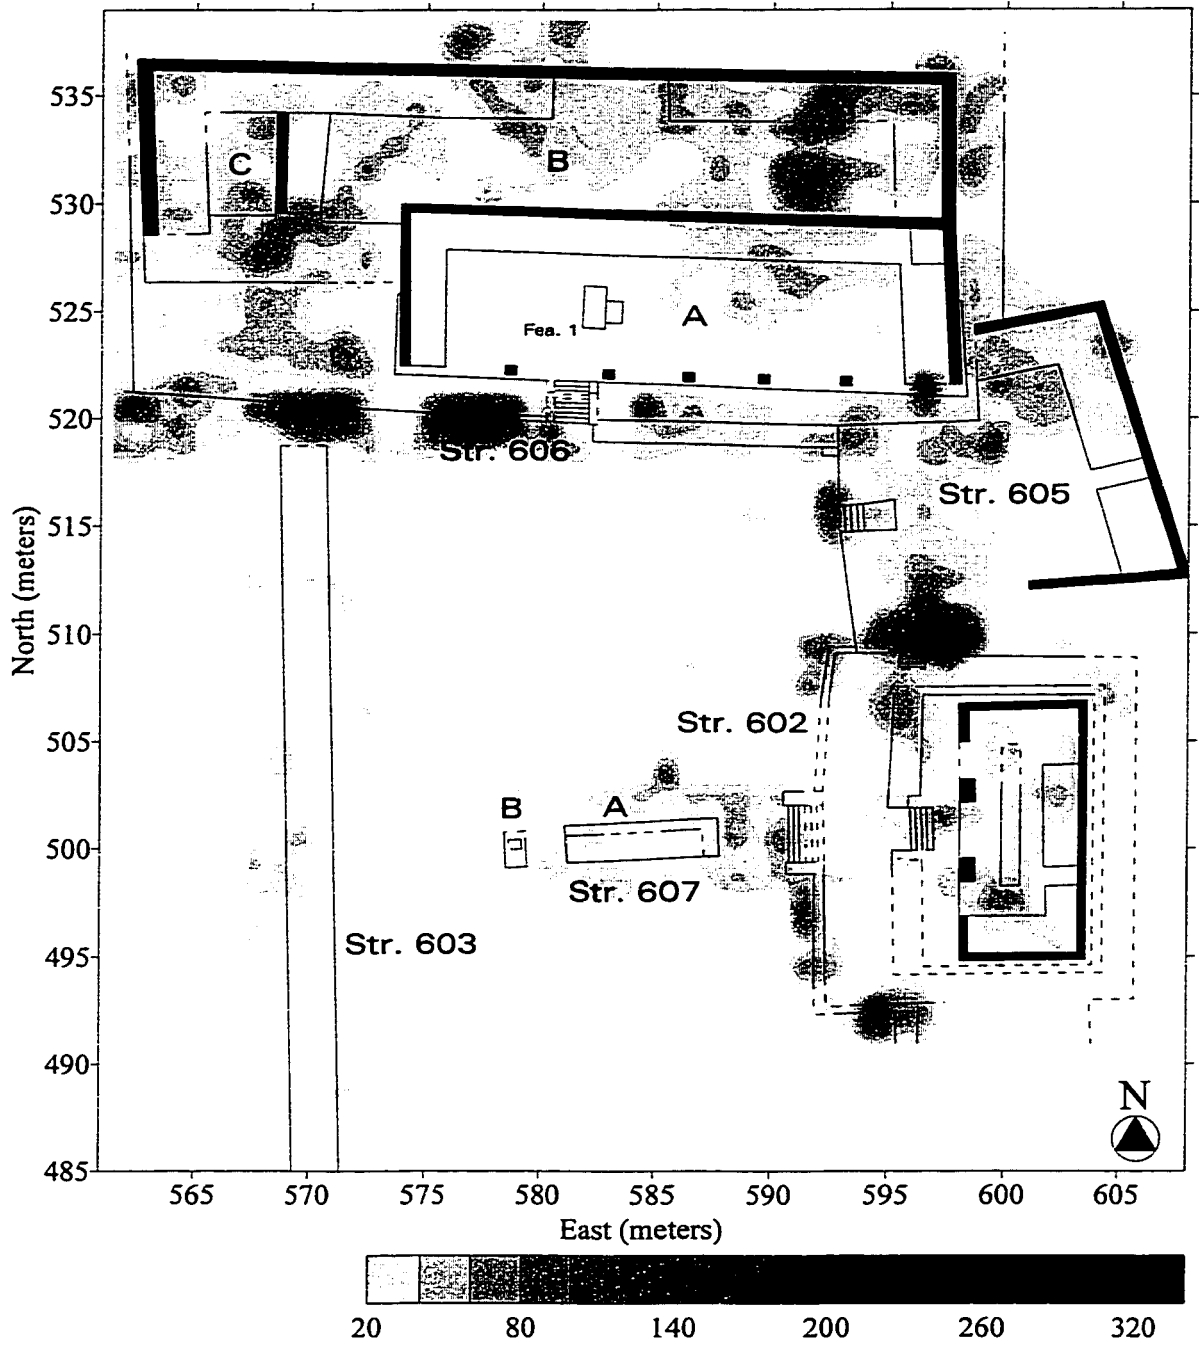 535
C
B
530
525
A
Fea. 1
520
Str. 606
Str. 605
515
North (meters)
510
Str. 602
505
B
A
500
Str. 607
Str. 603
495
490
N
485
565 570 575 580 585 590 595 600 605
East (meters)
20 80 140 200 260 320